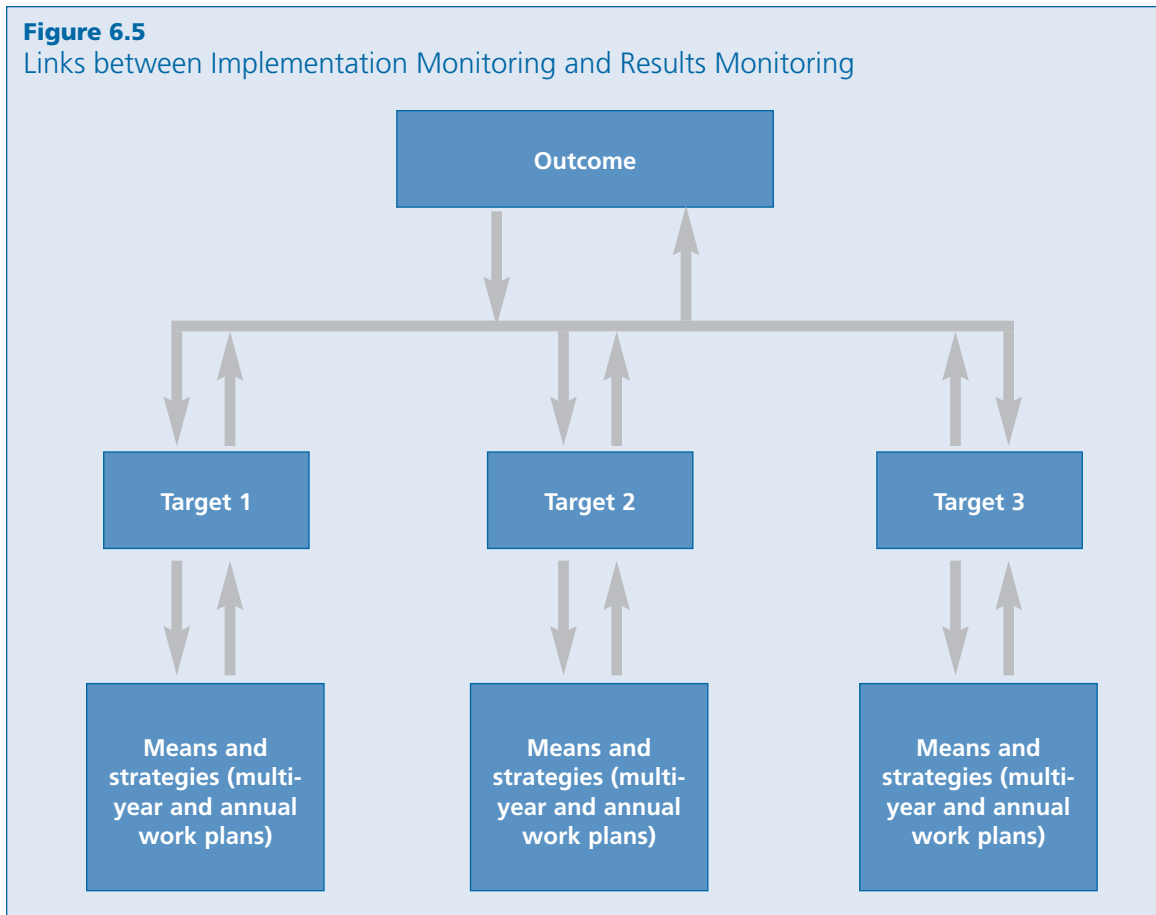 Figure 6.5
Links between Implementation Monitoring and Results Monitoring
Outcome
Target 1
Target 2
Target 3
Means and
strategies (multi-
year and annual
work plans)
Means and
strategies (multi-
year and annual
work plans)
Means and
strategies (multi-
year and annual
work plans)